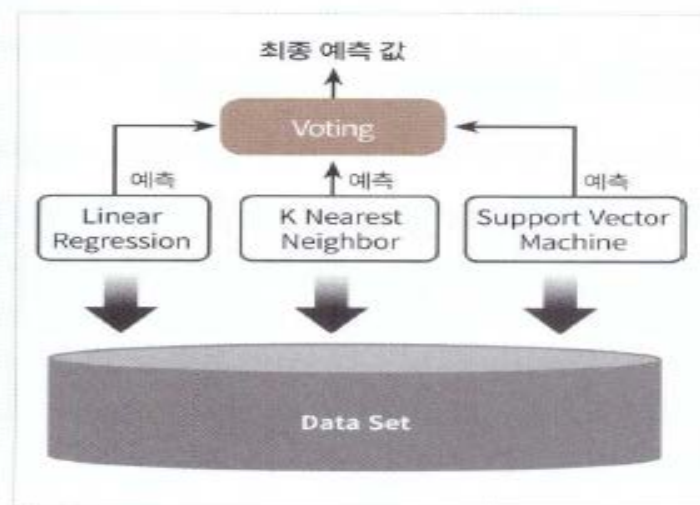 최종 예측 값
Voting
예측
예측
예측
Linear
Regression
K Nearest
Neighbor
Support Vector
Machine
Data Set